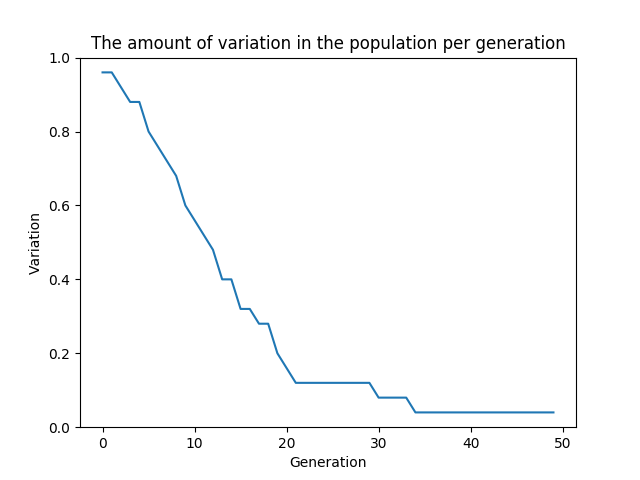 The amount of variation in the population per generation
1.0
0.8
0.6
0.4
0.2
0.0
Variation
0 10 20 30 40 50
Generation